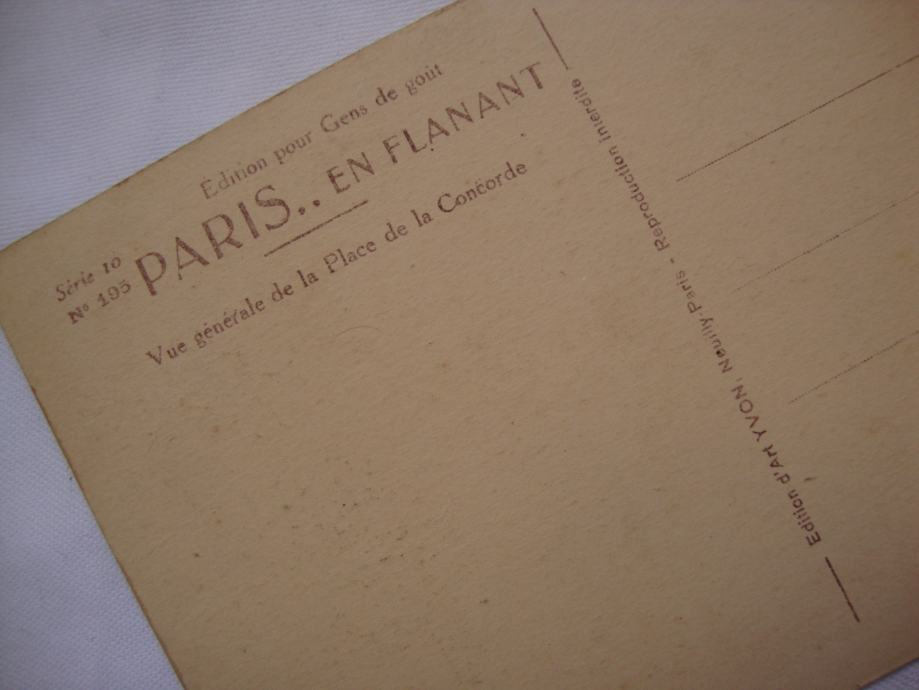 Edition pour Gens de goût
Série 10
Nº 195
PARIS.. EN FLANANT
Vue générale de la Place de la Concorde
Edition d'Art YVON, Neuilly-Paris - Reproduction Interdite